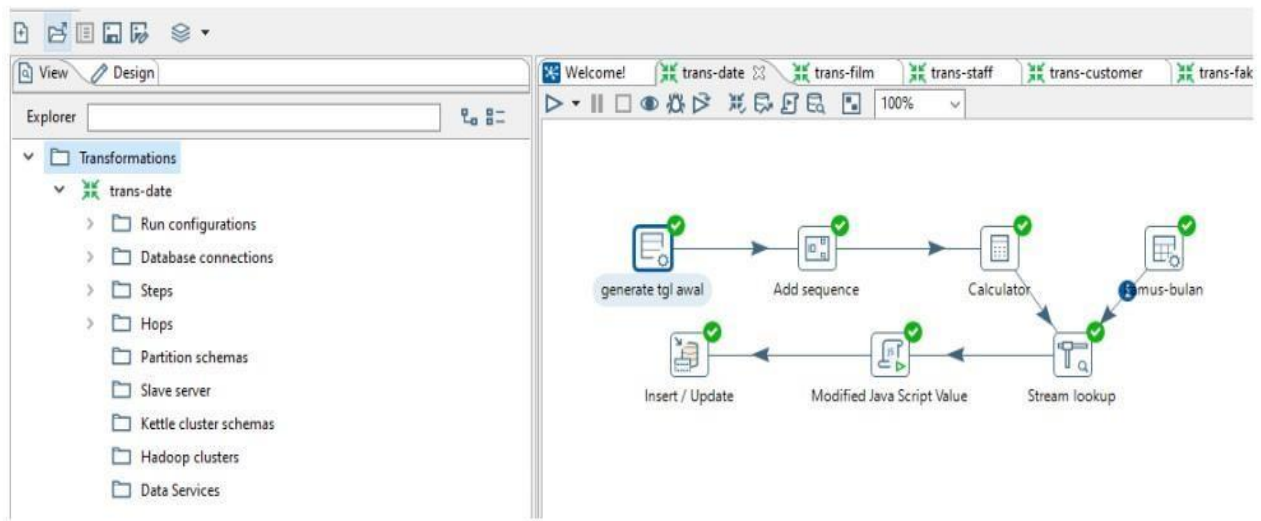 View
Design
Explorer
Transformations
trans-date
Run configurations
Database connections
Steps
Hops
Partition schemas
Slave server
Kettle cluster schemas
Hadoop clusters
Data Services
Welcome! trans-date trans-film trans-staff trans-customer trans-fak
100%
generate tgl awal Add sequence Calculator mus-bulan
Insert / Update Modified Java Script Value Stream lookup